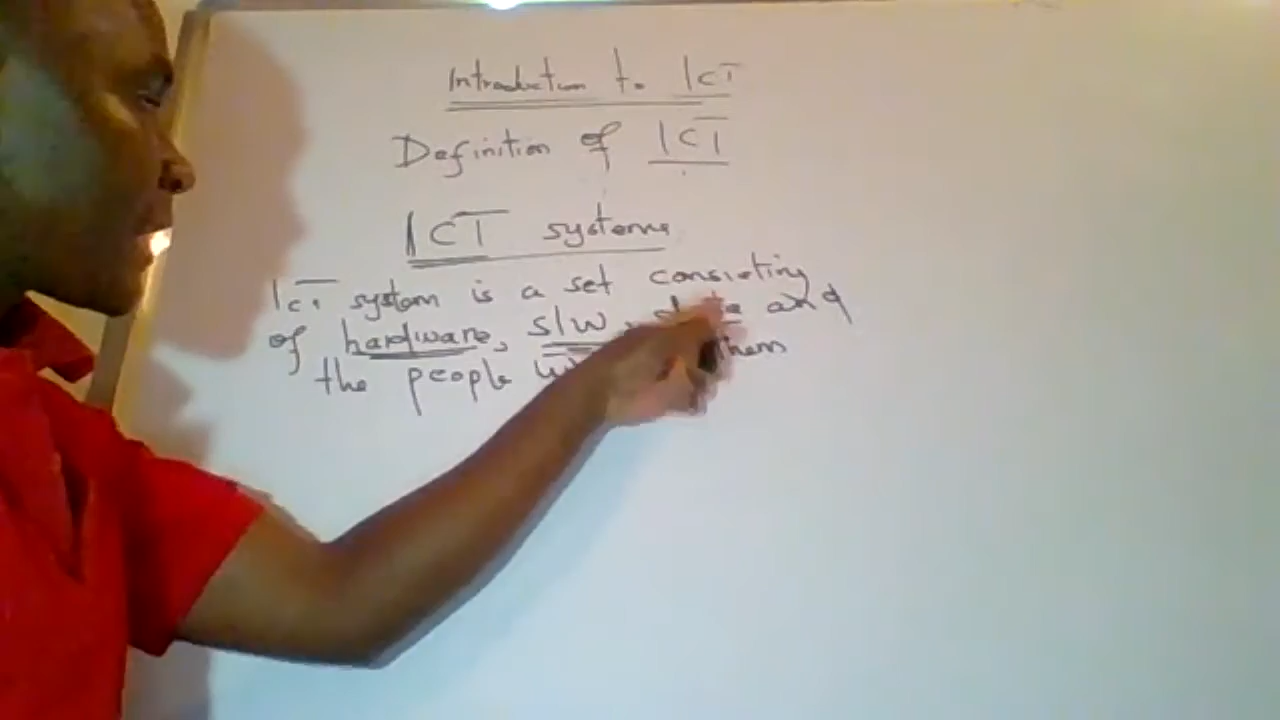 Introduction to ICT
Definition of ICT
ICT systems
ICT system is a set consisting
of hardware, s/w, and
the people them